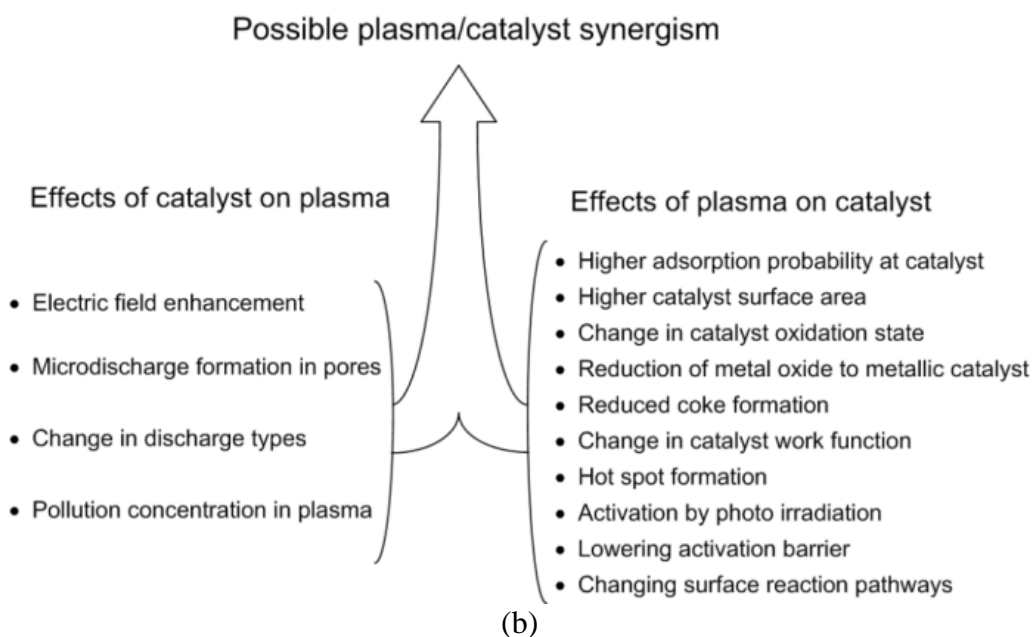 Possible plasma/catalyst synergism
Effects of catalyst on plasma
• Electric field enhancement
• Microdischarge formation in pores
• Change in discharge types
• Pollution concentration in plasma
Effects of plasma on catalyst
• Higher adsorption probability at catalyst
• Higher catalyst surface area
• Change in catalyst oxidation state
• Reduction of metal oxide to metallic catalyst
• Reduced coke formation
• Change in catalyst work function
• Hot spot formation
• Activation by photo irradiation
• Lowering activation barrier
• Changing surface reaction pathways
(b)